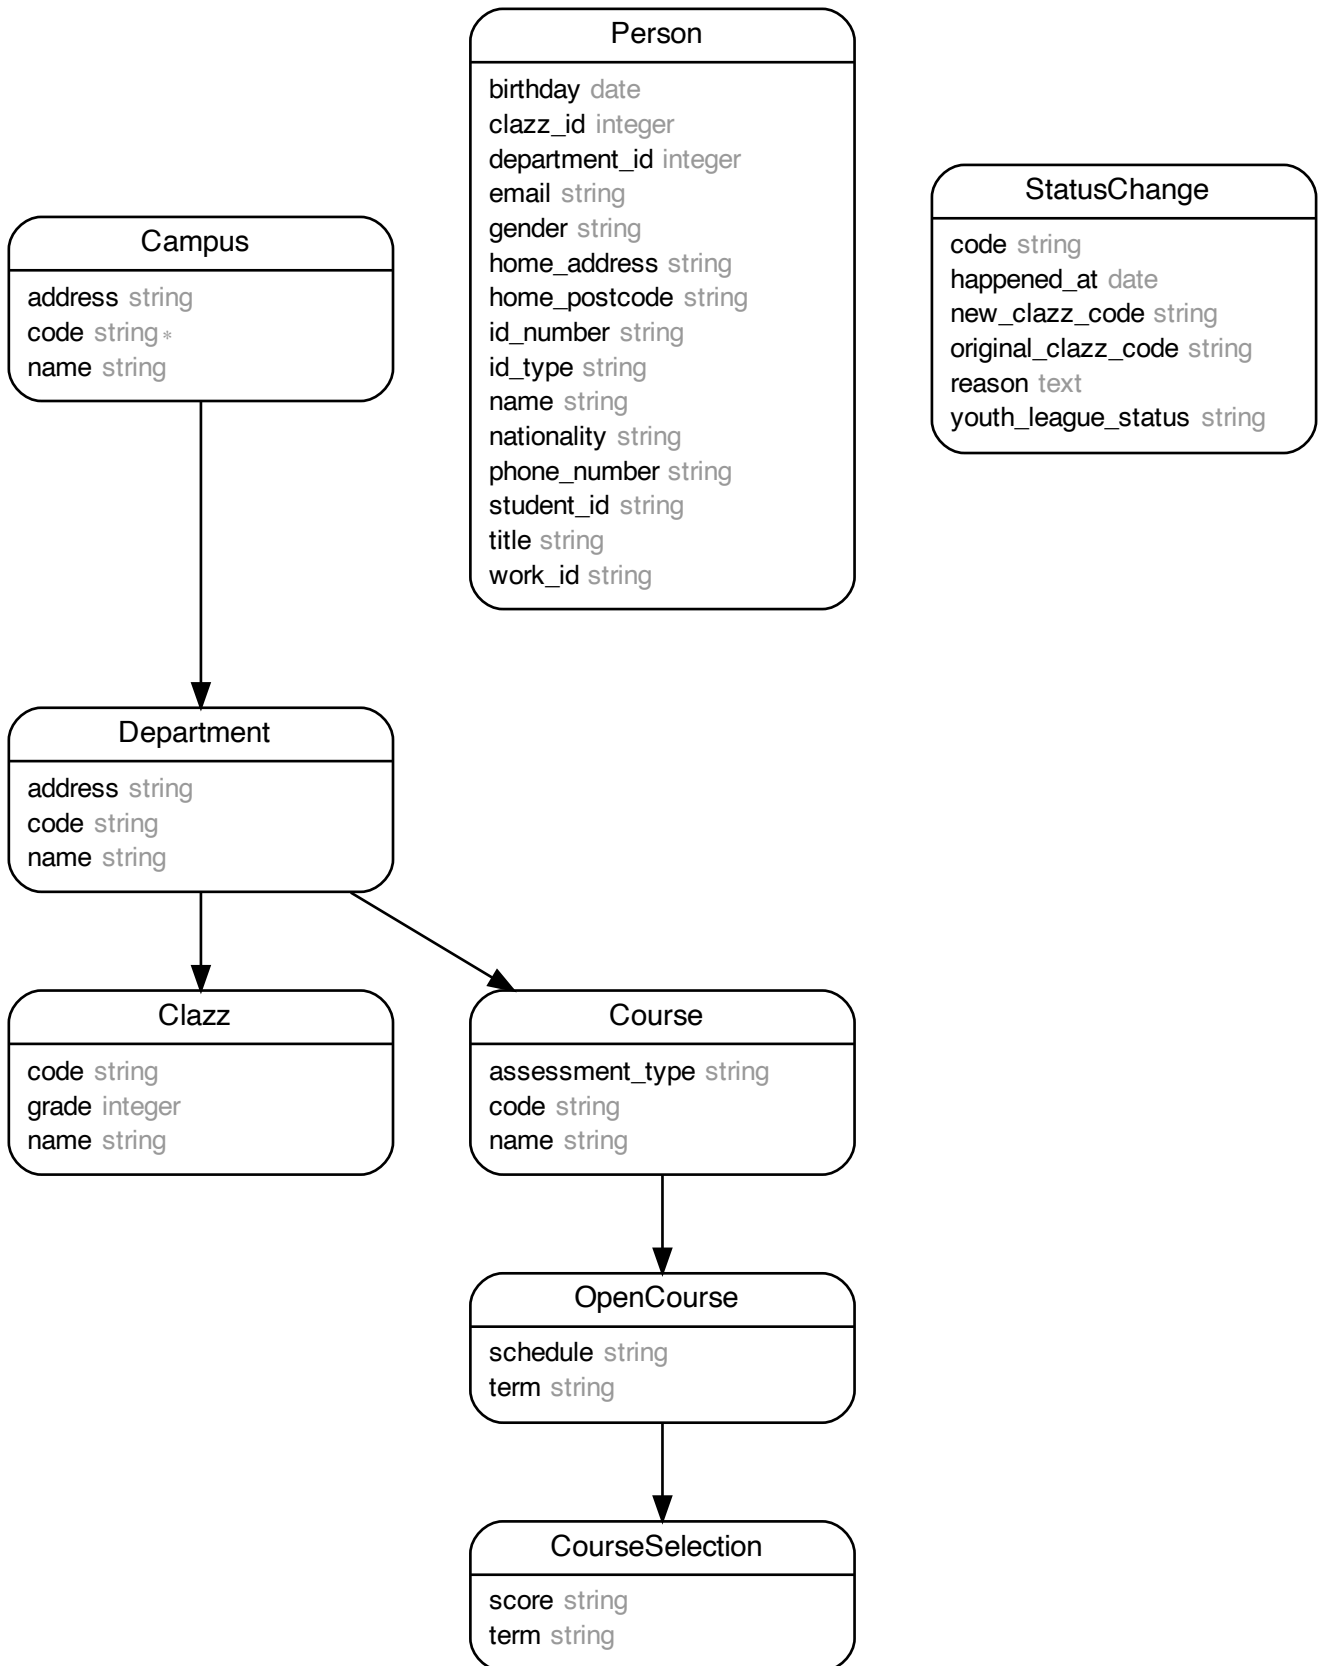 Person
birthday date
clazz_id integer
department_id integer
email string
gender string
home_address string
home_postcode string
id_number string
id_type string
name string
nationality string
phone_number string
student_id string
title string
work_id string
StatusChange
code string
happened_at date
new_clazz_code string
original_clazz_code string
reason text
youth_league_status string
Campus
address string
code string *
name string
Department
address string
code string
name string
Clazz
code string
grade integer
name string
Course
assessment_type string
code string
name string
OpenCourse
schedule string
term string
CourseSelection
score string
term string